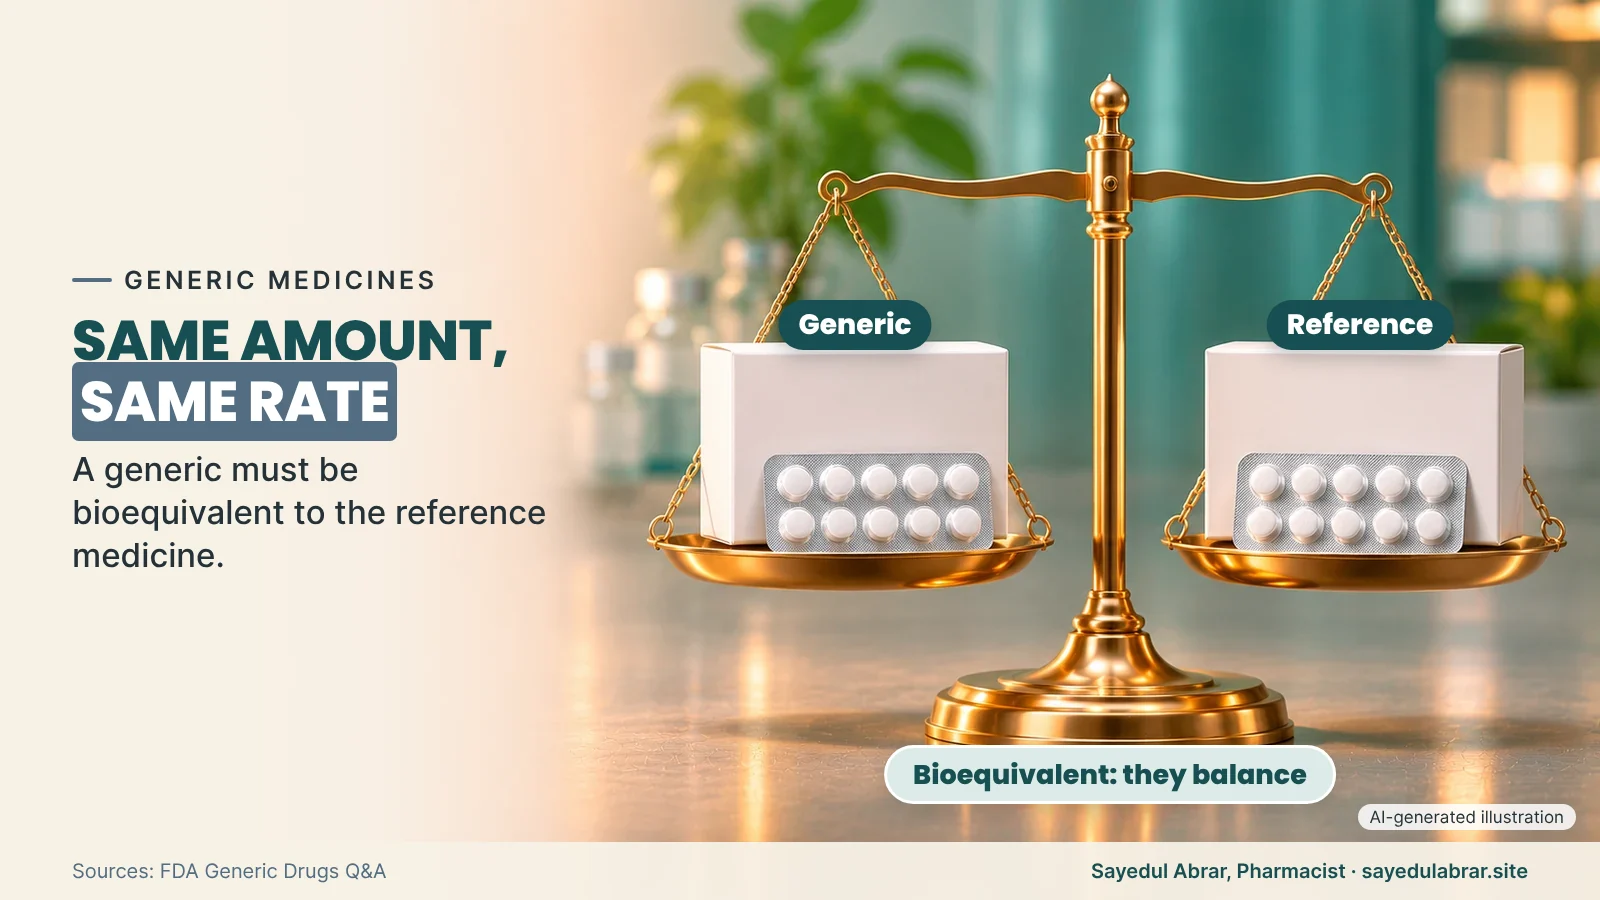 GENERIC MEDICINES
SAME AMOUNT,
SAME RATE
A generic must be
bioequivalent to the reference
medicine.
Generic
Reference
Bioequivalent: they balance
AI-generated illustration
Sources: FDA Generic Drugs Q&A
Sayedul Abrar, Pharmacist · sayedulabrar.site